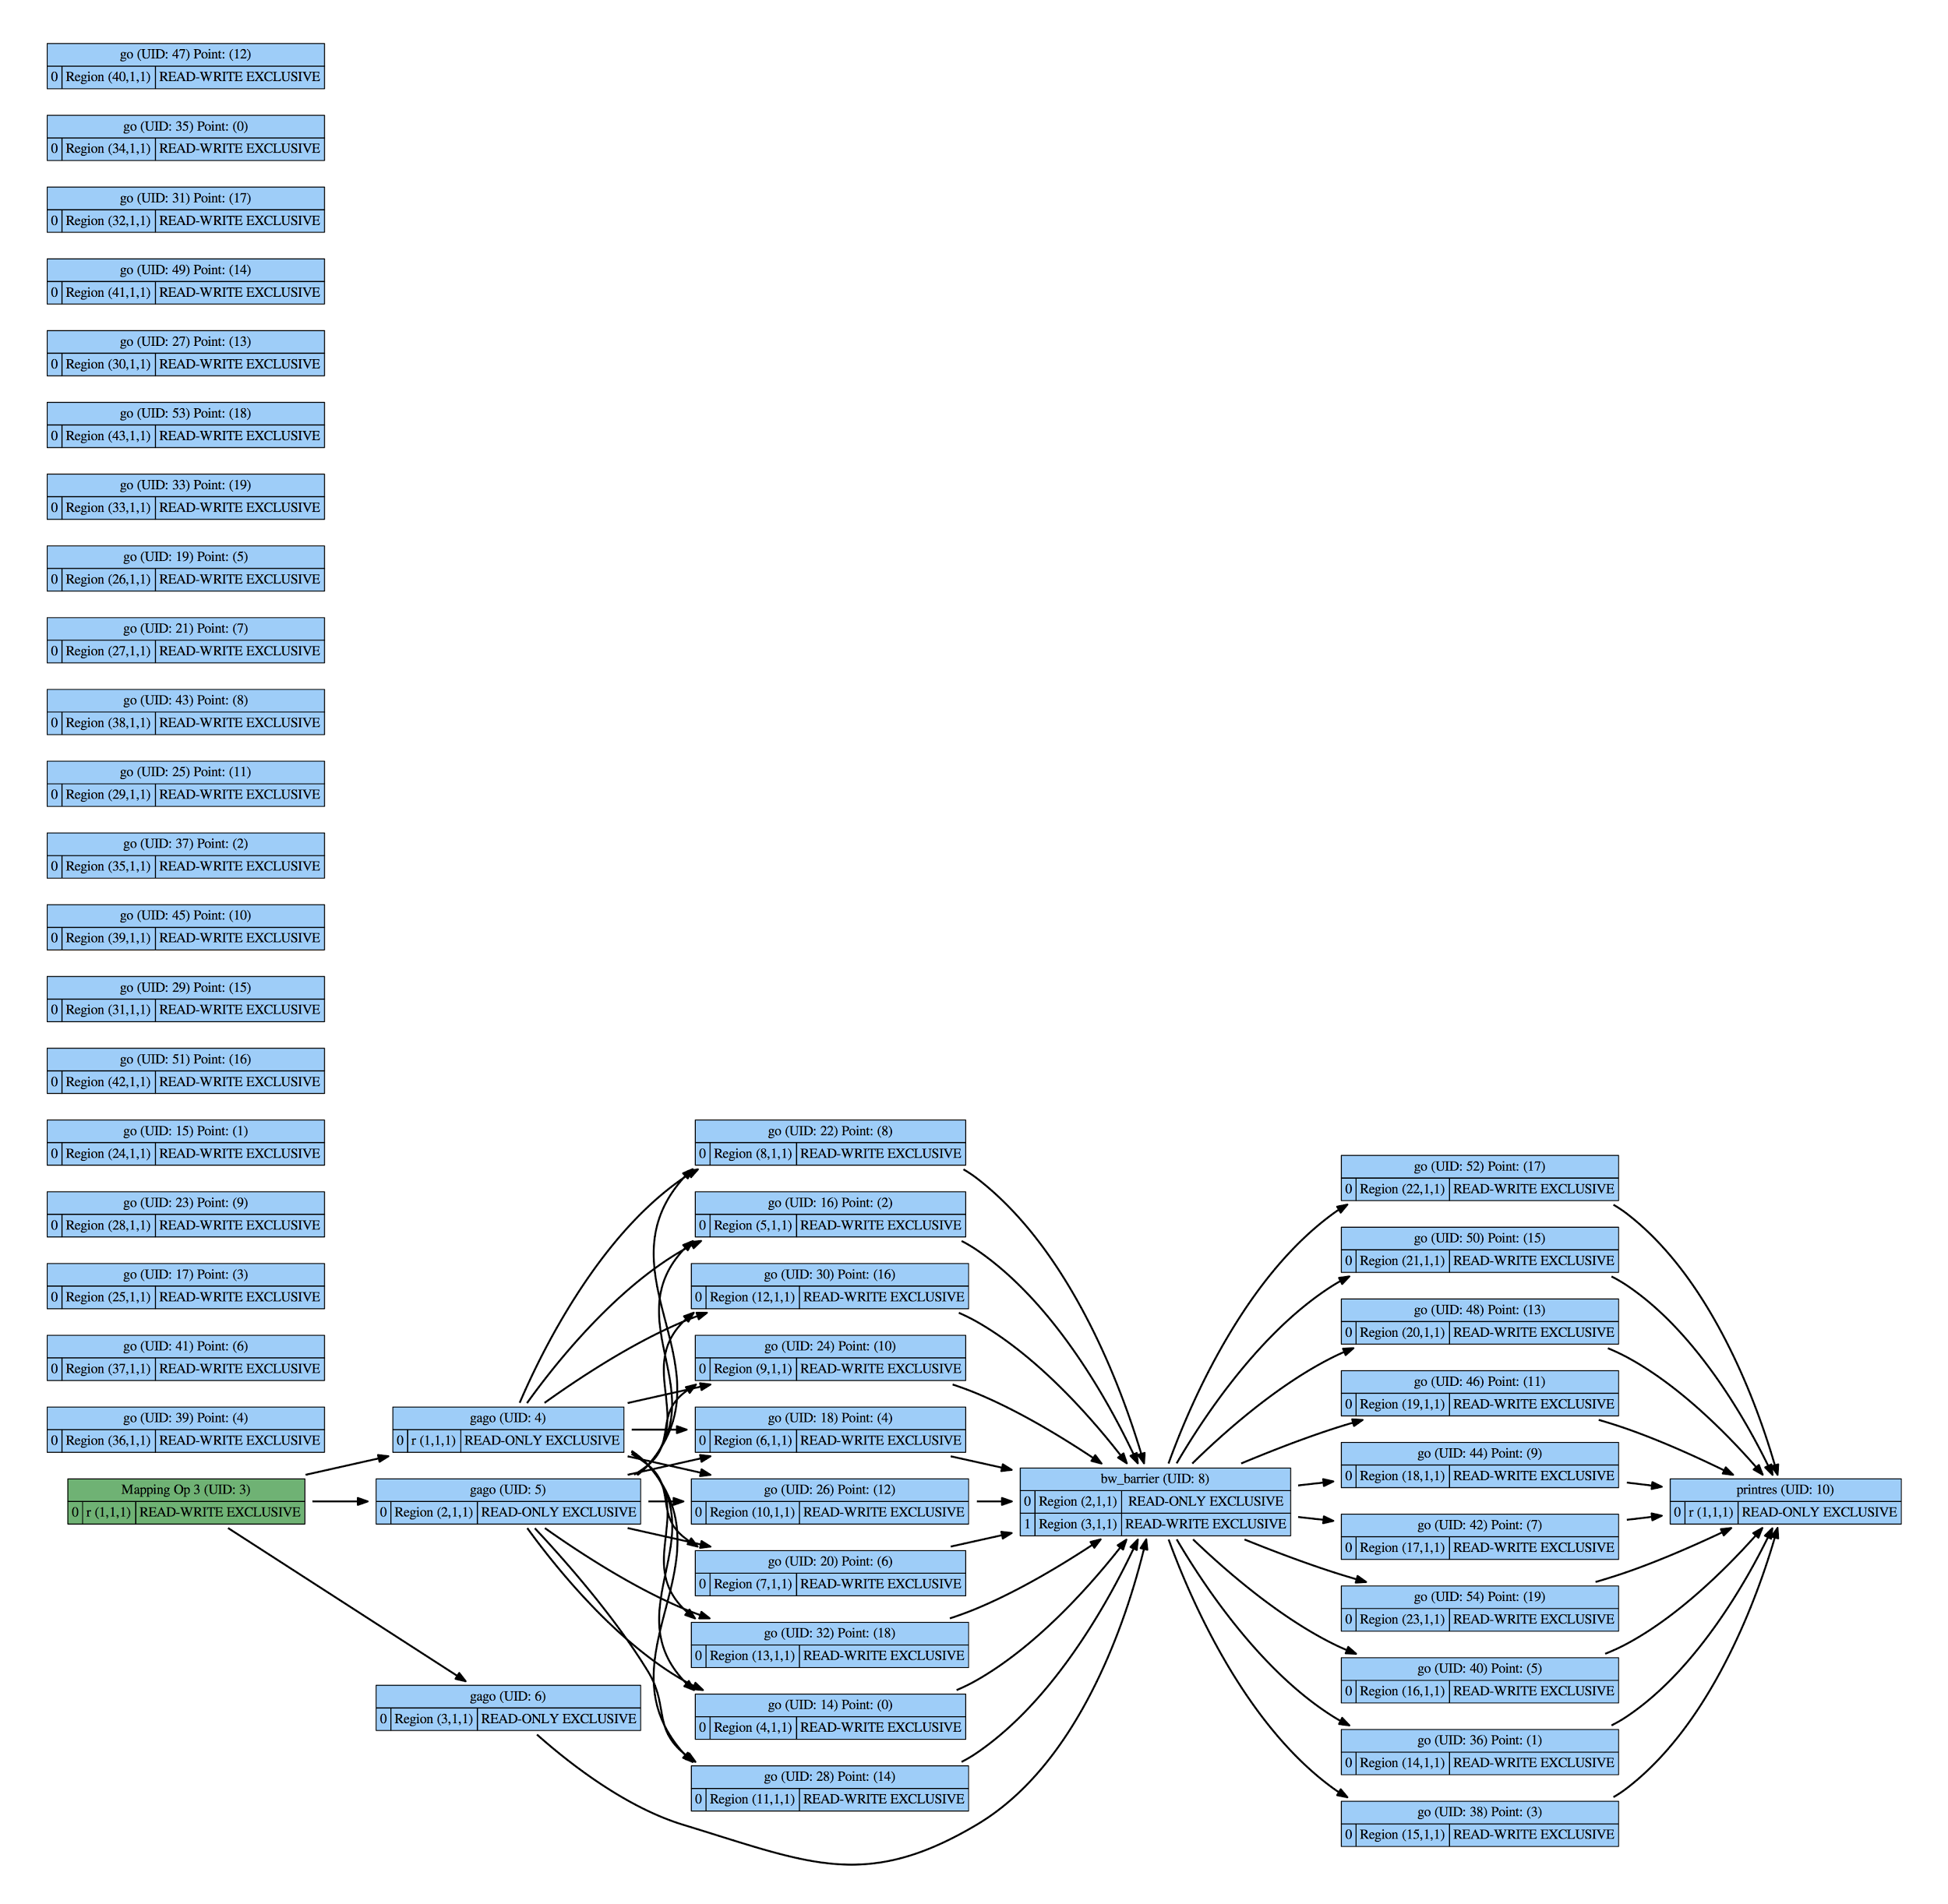 go (UID: 47) Point: (12)
0 Region (40,1,1) READ-WRITE EXCLUSIVE
go (UID: 35) Point: (0)
0 Region (34,1,1) READ-WRITE EXCLUSIVE
go (UID: 31) Point: (17)
0 Region (32,1,1) READ-WRITE EXCLUSIVE
go (UID: 49) Point: (14)
0 Region (41,1,1) READ-WRITE EXCLUSIVE
go (UID: 27) Point: (13)
0 Region (30,1,1) READ-WRITE EXCLUSIVE
go (UID: 53) Point: (18)
0 Region (43,1,1) READ-WRITE EXCLUSIVE
go (UID: 33) Point: (19)
0 Region (33,1,1) READ-WRITE EXCLUSIVE
go (UID: 19) Point: (5)
0 Region (26,1,1) READ-WRITE EXCLUSIVE
go (UID: 21) Point: (7)
0 Region (27,1,1) READ-WRITE EXCLUSIVE
go (UID: 43) Point: (8)
0 Region (38,1,1) READ-WRITE EXCLUSIVE
go (UID: 25) Point: (11)
0 Region (29,1,1) READ-WRITE EXCLUSIVE
go (UID: 37) Point: (2)
0 Region (35,1,1) READ-WRITE EXCLUSIVE
go (UID: 45) Point: (10)
0 Region (39,1,1) READ-WRITE EXCLUSIVE
go (UID: 29) Point: (15)
0 Region (31,1,1) READ-WRITE EXCLUSIVE
go (UID: 51) Point: (16)
0 Region (42,1,1) READ-WRITE EXCLUSIVE
go (UID: 15) Point: (1)
0 Region (24,1,1) READ-WRITE EXCLUSIVE
go (UID: 23) Point: (9)
0 Region (28,1,1) READ-WRITE EXCLUSIVE
go (UID: 17) Point: (3)
0 Region (25,1,1) READ-WRITE EXCLUSIVE
go (UID: 41) Point: (6)
0 Region (37,1,1) READ-WRITE EXCLUSIVE
go (UID: 39) Point: (4)
0 Region (36,1,1) READ-WRITE EXCLUSIVE
Mapping Op 3 (UID: 3)
0 r (1,1,1) READ-WRITE EXCLUSIVE
gago (UID: 4)
0 r (1,1,1) READ-ONLY EXCLUSIVE
gago (UID: 5)
0 Region (2,1,1) READ-ONLY EXCLUSIVE
gago (UID: 6)
0 Region (3,1,1) READ-ONLY EXCLUSIVE
go (UID: 22) Point: (8)
0 Region (8,1,1) READ-WRITE EXCLUSIVE
go (UID: 16) Point: (2)
0 Region (5,1,1) READ-WRITE EXCLUSIVE
go (UID: 30) Point: (16)
0 Region (12,1,1) READ-WRITE EXCLUSIVE
go (UID: 24) Point: (10)
0 Region (9,1,1) READ-WRITE EXCLUSIVE
go (UID: 18) Point: (4)
0 Region (6,1,1) READ-WRITE EXCLUSIVE
go (UID: 26) Point: (12)
0 Region (10,1,1) READ-WRITE EXCLUSIVE
go (UID: 20) Point: (6)
0 Region (7,1,1) READ-WRITE EXCLUSIVE
go (UID: 32) Point: (18)
0 Region (13,1,1) READ-WRITE EXCLUSIVE
go (UID: 14) Point: (0)
0 Region (4,1,1) READ-WRITE EXCLUSIVE
go (UID: 28) Point: (14)
0 Region (11,1,1) READ-WRITE EXCLUSIVE
bw_barrier (UID: 8)
0 Region (2,1,1) READ-ONLY EXCLUSIVE
1 Region (3,1,1) READ-WRITE EXCLUSIVE
go (UID: 52) Point: (17)
0 Region (22,1,1) READ-WRITE EXCLUSIVE
go (UID: 50) Point: (15)
0 Region (21,1,1) READ-WRITE EXCLUSIVE
go (UID: 48) Point: (13)
0 Region (20,1,1) READ-WRITE EXCLUSIVE
go (UID: 46) Point: (11)
0 Region (19,1,1) READ-WRITE EXCLUSIVE
go (UID: 44) Point: (9)
0 Region (18,1,1) READ-WRITE EXCLUSIVE
go (UID: 42) Point: (7)
0 Region (17,1,1) READ-WRITE EXCLUSIVE
go (UID: 54) Point: (19)
0 Region (23,1,1) READ-WRITE EXCLUSIVE
go (UID: 40) Point: (5)
0 Region (16,1,1) READ-WRITE EXCLUSIVE
go (UID: 36) Point: (1)
0 Region (14,1,1) READ-WRITE EXCLUSIVE
go (UID: 38) Point: (3)
0 Region (15,1,1) READ-WRITE EXCLUSIVE
printres (UID: 10)
0 r (1,1,1) READ-ONLY EXCLUSIVE